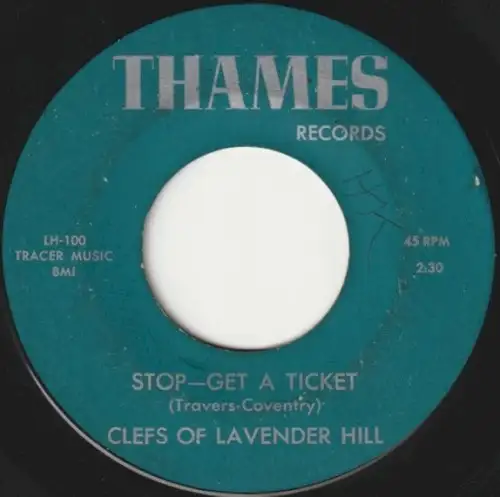 THAMES
RECORDS
LH-100
TRACER MUSIC
BMI
45 RPM
2:30
STOP—GET A TICKET
(Travers-Coventry)
CLEFS OF LAVENDER HILL